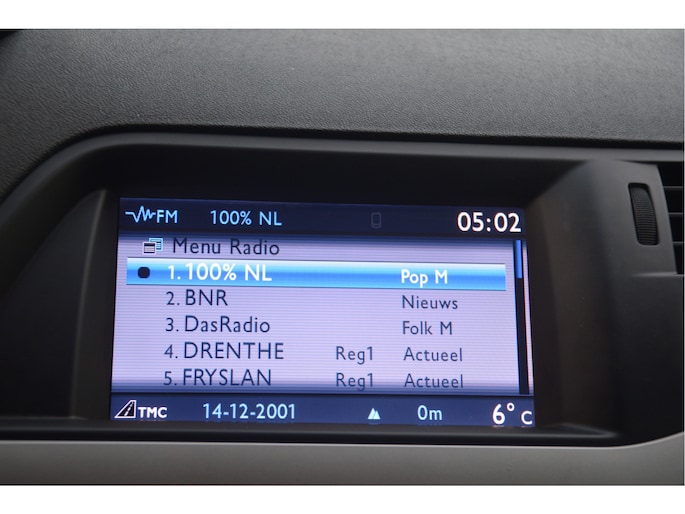 FM 100% NL 05:02
Menu Radio
1. 100% NL Pop M
2. BNR Nieuws
3. DasRadio Folk M
4. DRENTHE Reg1 Actueel
5. FRYSLAN Reg1 Actueel
TMC 14-12-2001 0m 6° C